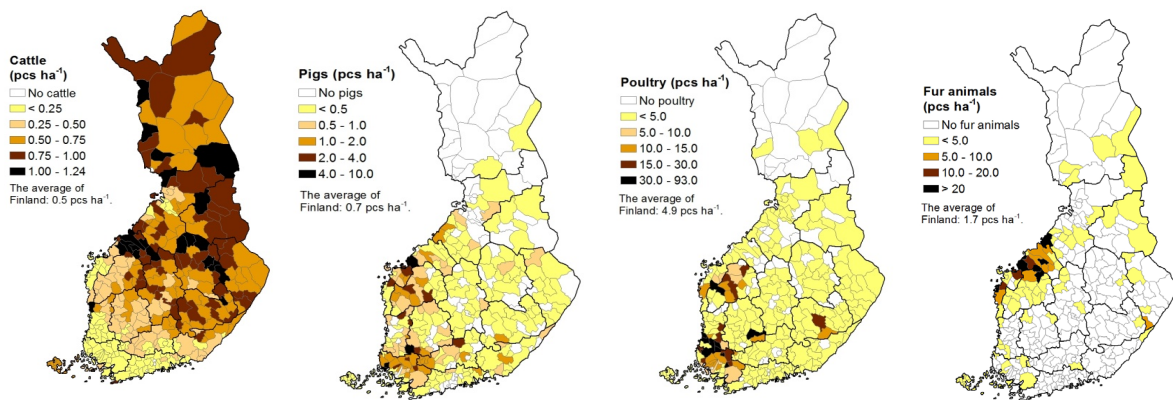 Cattle
(pcs ha⁻¹)
No cattle
< 0.25
0.25 - 0.50
0.50 - 0.75
0.75 - 1.00
1.00 - 1.24
The average of
Finland: 0.5 pcs ha⁻¹.
Pigs (pcs ha⁻¹)
No pigs
< 0.5
0.5 - 1.0
1.0 - 2.0
2.0 - 4.0
4.0 - 10.0
The average of
Finland: 0.7 pcs ha⁻¹.
Poultry (pcs ha⁻¹)
No poultry
< 5.0
5.0 - 10.0
10.0 - 15.0
15.0 - 30.0
30.0 - 93.0
The average of
Finland: 4.9 pcs ha⁻¹.
Fur animals
(pcs ha⁻¹)
No fur animals
< 5.0
5.0 - 10.0
10.0 - 20.0
> 20
The average of
Finland: 1.7 pcs ha⁻¹.